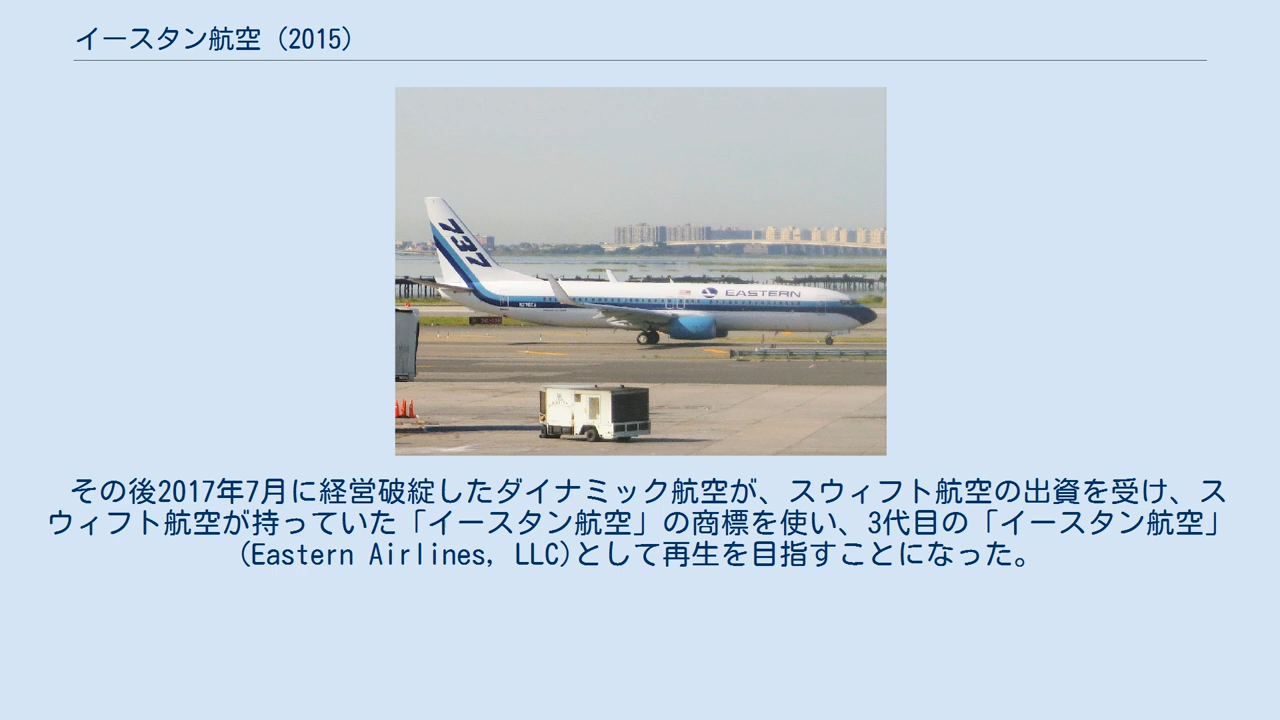 イースタン航空（2015）
737
EASTERN
その後2017年7月に経営破綻したダイナミック航空が、スウィフト航空の出資を受け、ス
ウィフト航空が持っていた「イースタン航空」の商標を使い、3代目の「イースタン航空」
(Eastern Airlines, LLC)として再生を目指すことになった。